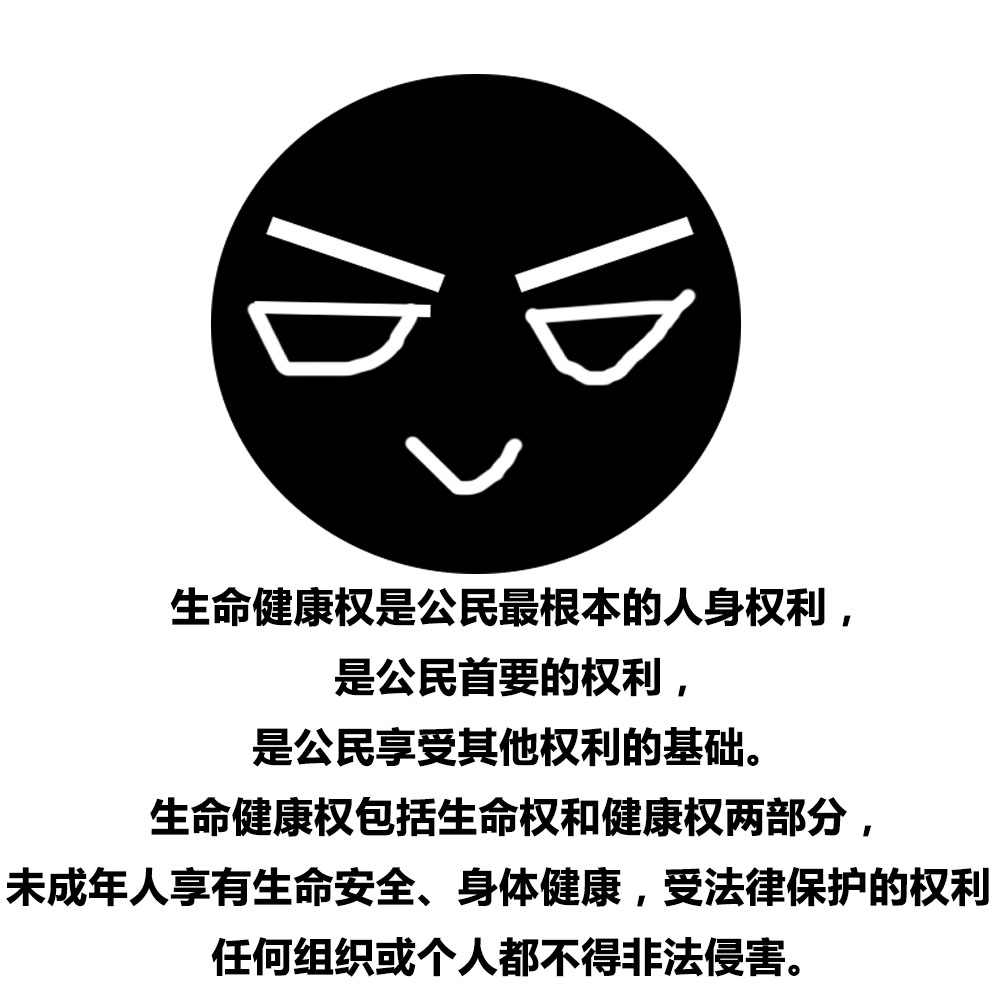 生命健康权是公民最根本的人身权利，
是公民首要的权利，
是公民享受其他权利的基础。
生命健康权包括生命权和健康权两部分，
未成年人享有生命安全、身体健康，受法律保护的权利
任何组织或个人都不得非法侵害。